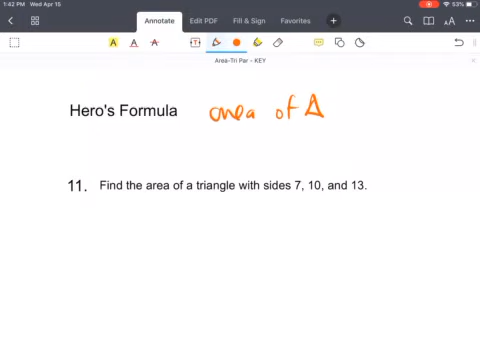 1:42 PM Wed Apr 15 53%
Annotate Edit PDF Fill & Sign Favorites
Area-Tri Par - KEY
Hero's Formula area of Δ
11. Find the area of a triangle with sides 7, 10, and 13.